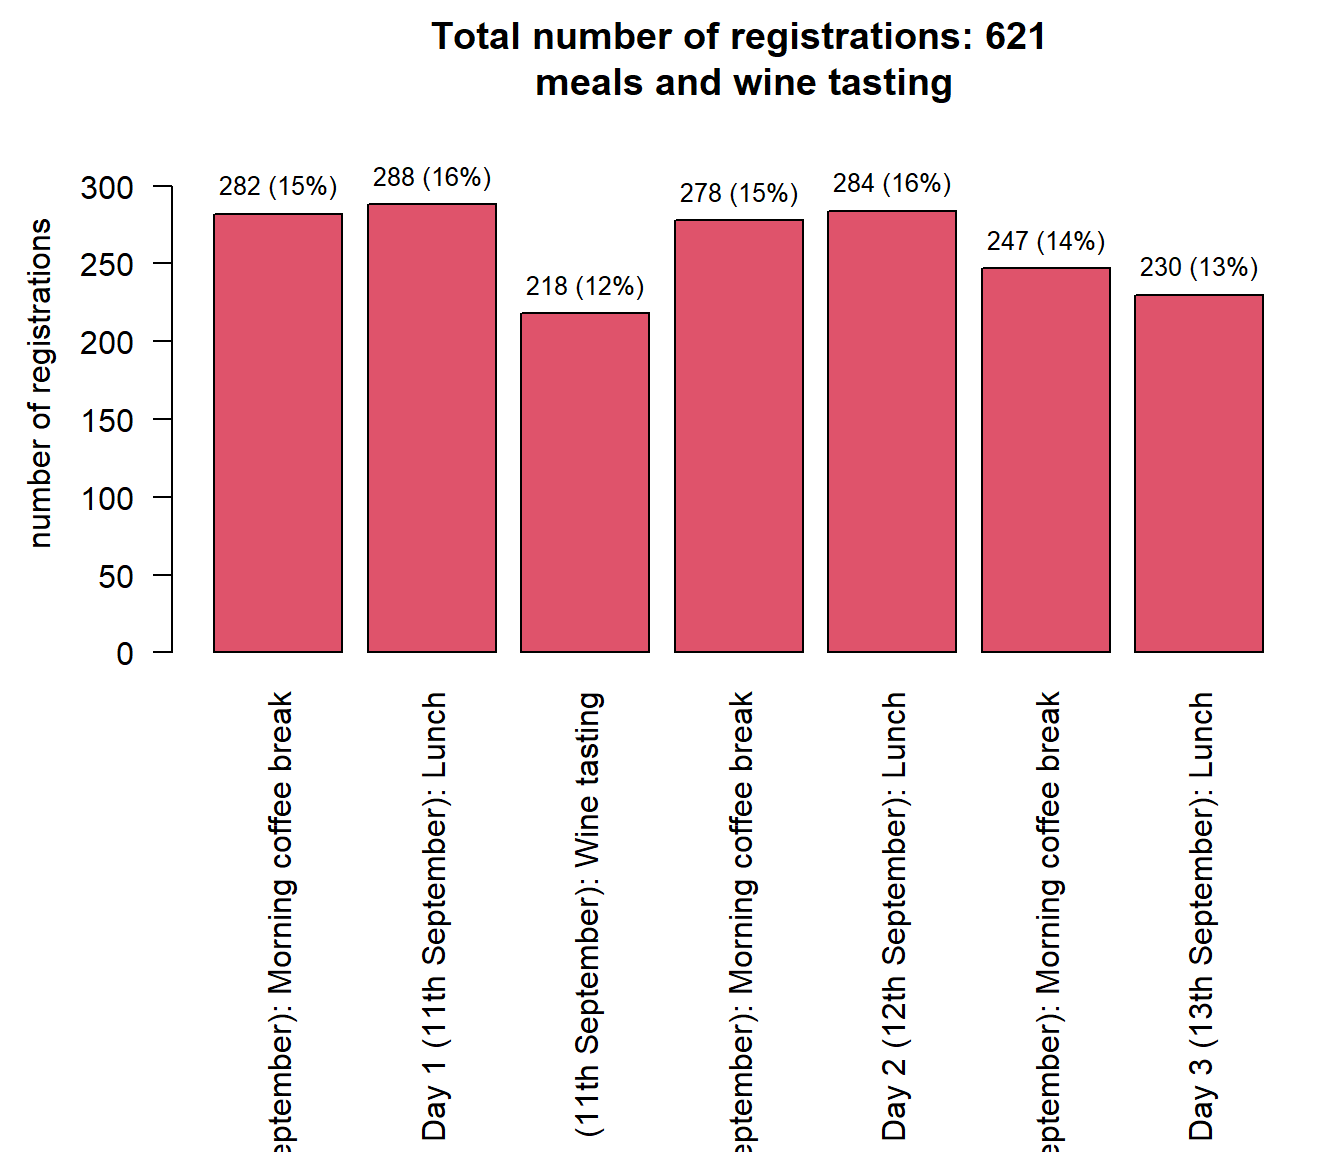 Total number of registrations: 621
meals and wine tasting
number of registrations
300
250
200
150
100
50
0
282 (15%)
288 (16%)
218 (12%)
278 (15%)
284 (16%)
247 (14%)
230 (13%)
eptember): Morning coffee break
Day 1 (11th September): Lunch
(11th September): Wine tasting
eptember): Morning coffee break
Day 2 (12th September): Lunch
eptember): Morning coffee break
Day 3 (13th September): Lunch